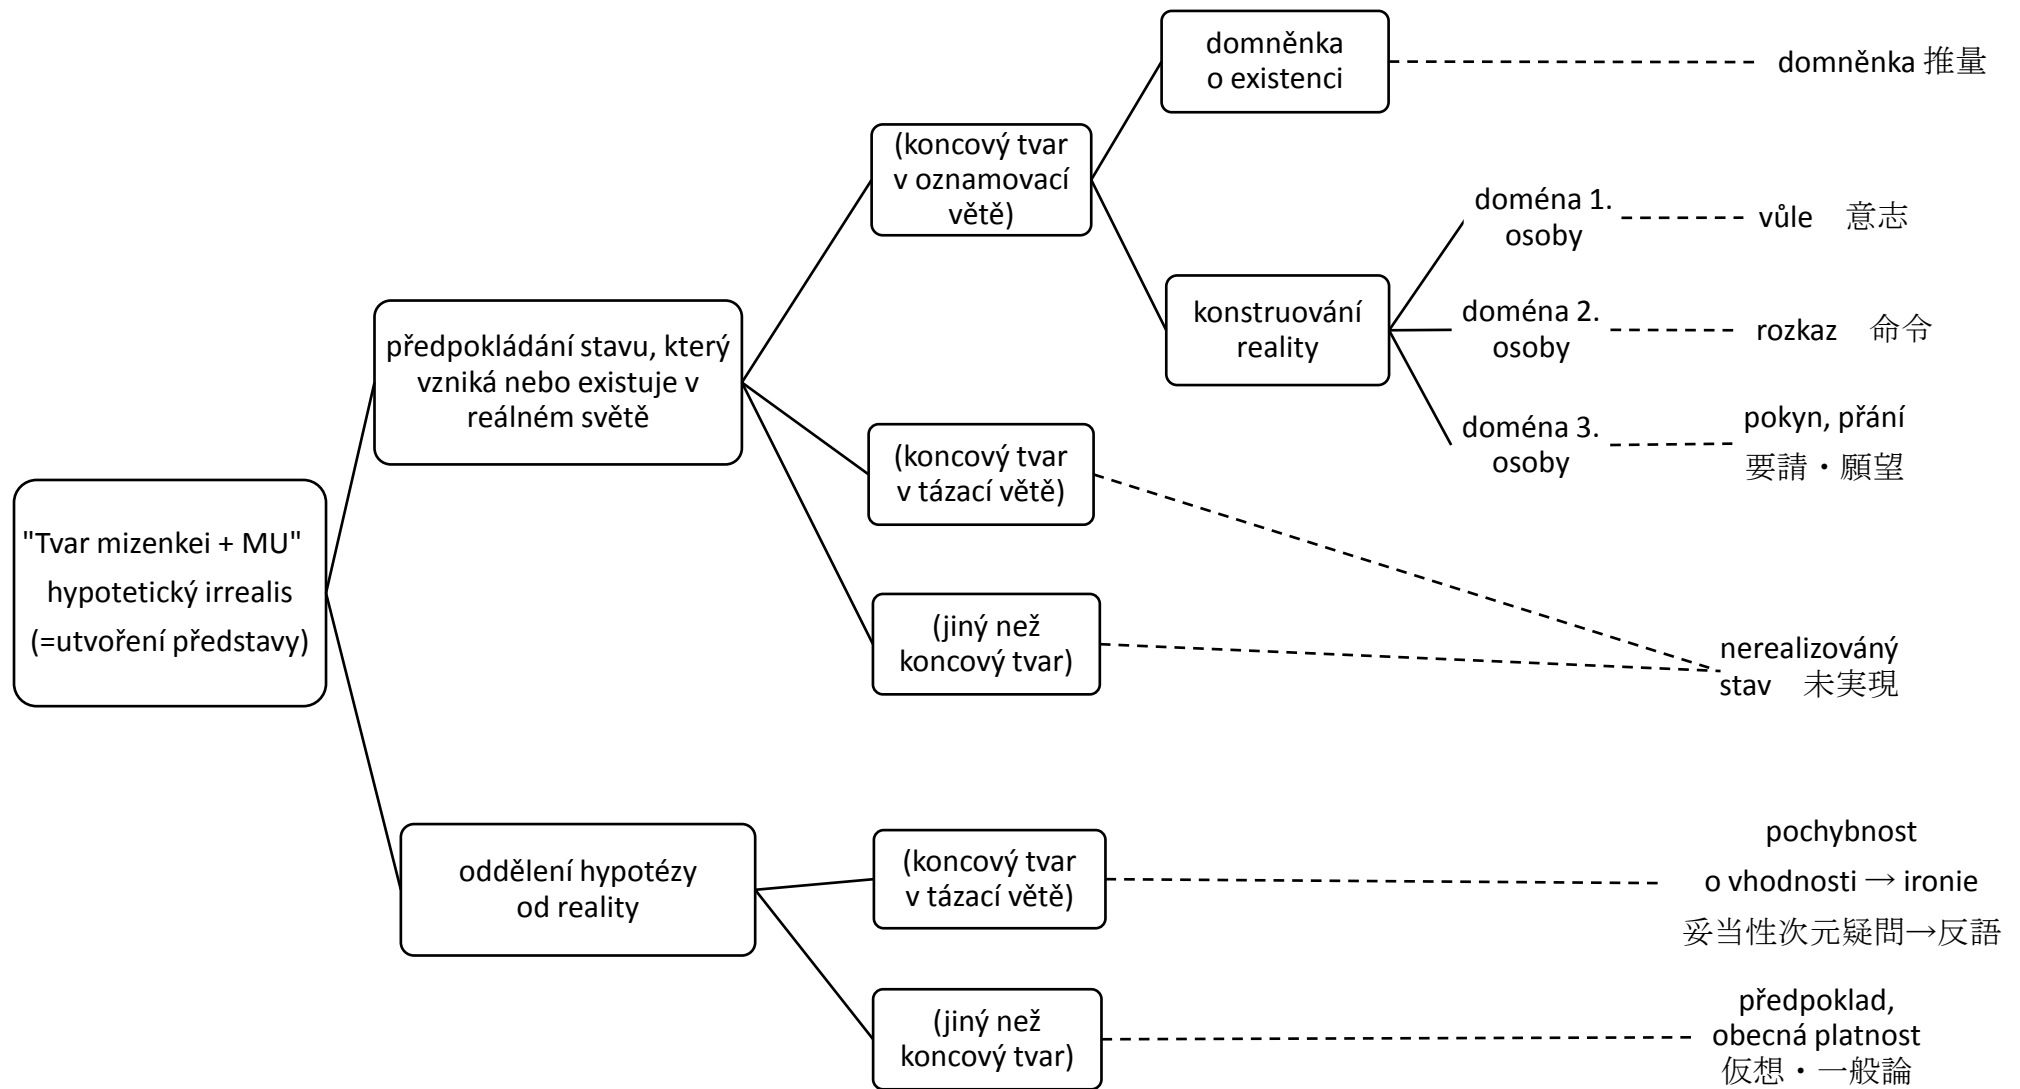 domněnka
o existenci
domněnka 推量
(koncový tvar
v oznamovací
větě)
doména 1.
osoby
vůle 意志
konstruování
reality
doména 2.
osoby
rozkaz 命令
předpokládání stavu, který
vzniká nebo existuje v
reálném světě
doména 3.
osoby
pokyn, přání
要請・願望
(koncový tvar
v tázací větě)
"Tvar mizenkei + MU"
hypotetický irrealis
(=utvoření představy)
(jiný než
koncový tvar)
nerealizováný
stav 未実現
oddělení hypotézy
od reality
(koncový tvar
v tázací větě)
pochybnost
o vhodnosti → ironie
妥当性次元疑問→反語
(jiný než
koncový tvar)
předpoklad,
obecná platnost
仮想・一般論